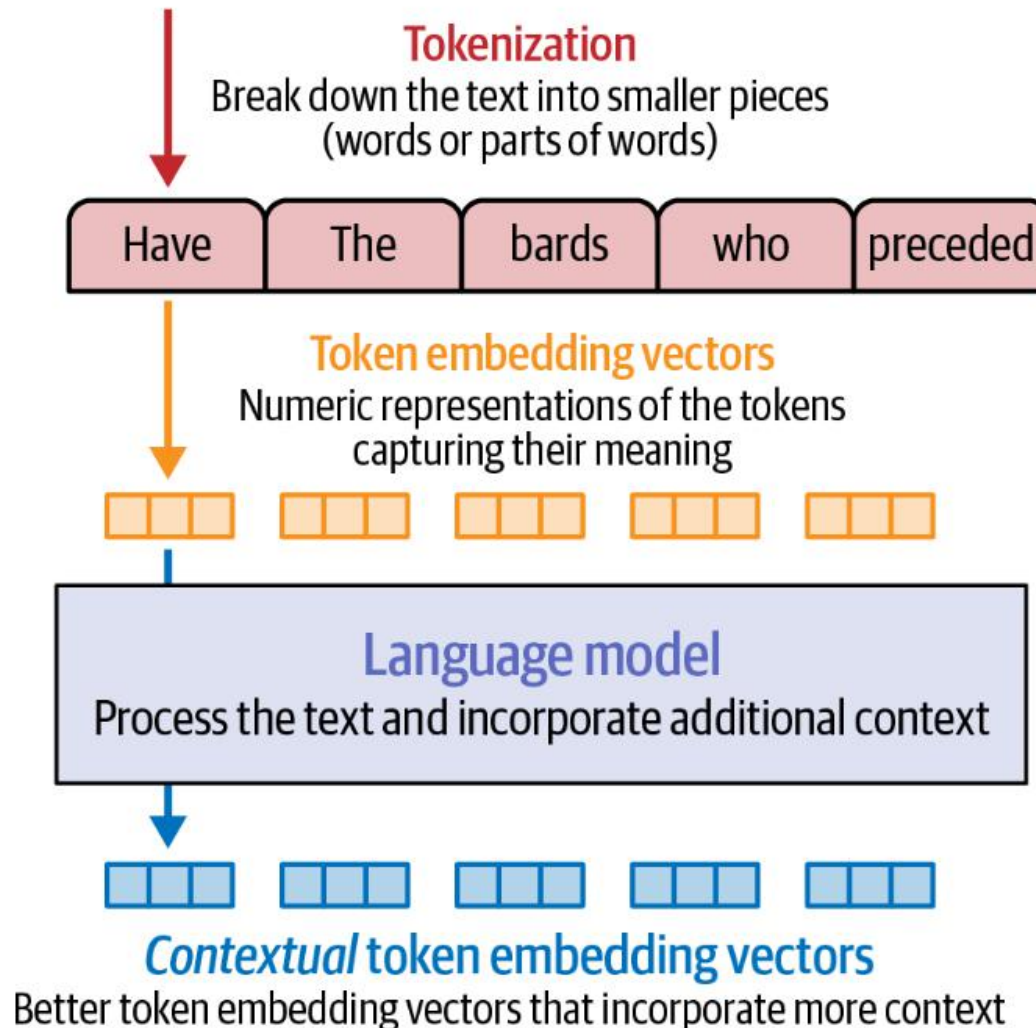 Tokenization
Break down the text into smaller pieces
(words or parts of words)
Have The bards who preceded
Token embedding vectors
Numeric representations of the tokens
capturing their meaning
Language model
Process the text and incorporate additional context
Contextual token embedding vectors
Better token embedding vectors that incorporate more context